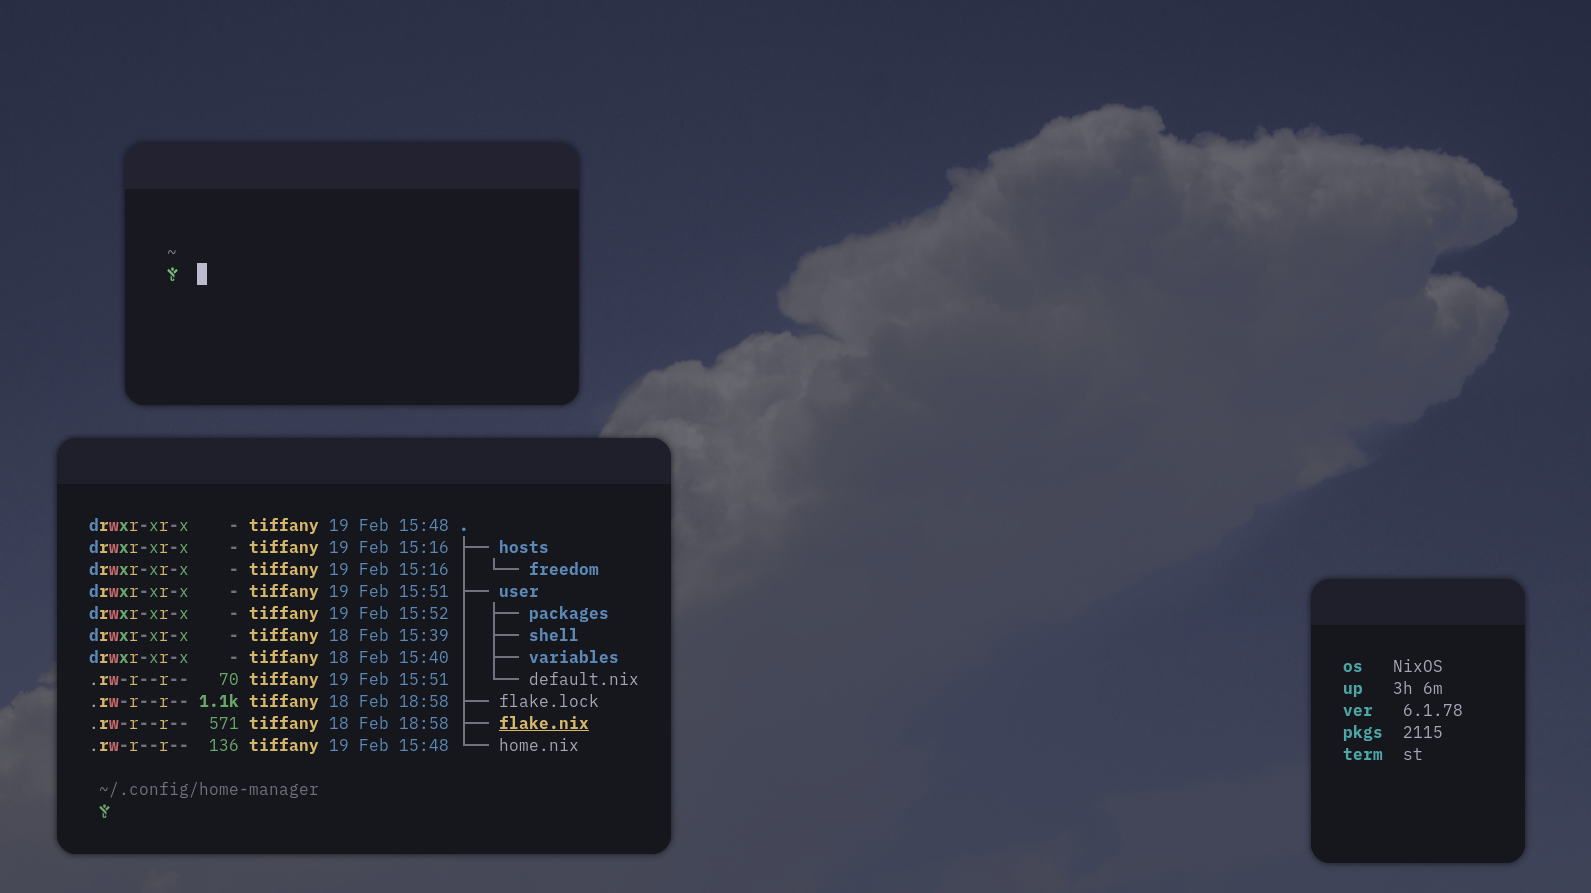 ~
drwxr-xr-x    - tiffany 19 Feb 15:48 .
drwxr-xr-x    - tiffany 19 Feb 15:16 ├── hosts
drwxr-xr-x    - tiffany 19 Feb 15:16 │  └── freedom
drwxr-xr-x    - tiffany 19 Feb 15:51 ├── user
drwxr-xr-x    - tiffany 19 Feb 15:52 │  ├── packages
drwxr-xr-x    - tiffany 18 Feb 15:39 │  ├── shell
drwxr-xr-x    - tiffany 18 Feb 15:40 │  ├── variables
.rw-r--r--   70 tiffany 19 Feb 15:51 │  └── default.nix
.rw-r--r-- 1.1k tiffany 18 Feb 18:58 ├── flake.lock
.rw-r--r--  571 tiffany 18 Feb 18:58 ├── flake.nix
.rw-r--r--  136 tiffany 19 Feb 15:48 └── home.nix
~/.config/home-manager
os   NixOS
up   3h 6m
ver   6.1.78
pkgs  2115
term  st